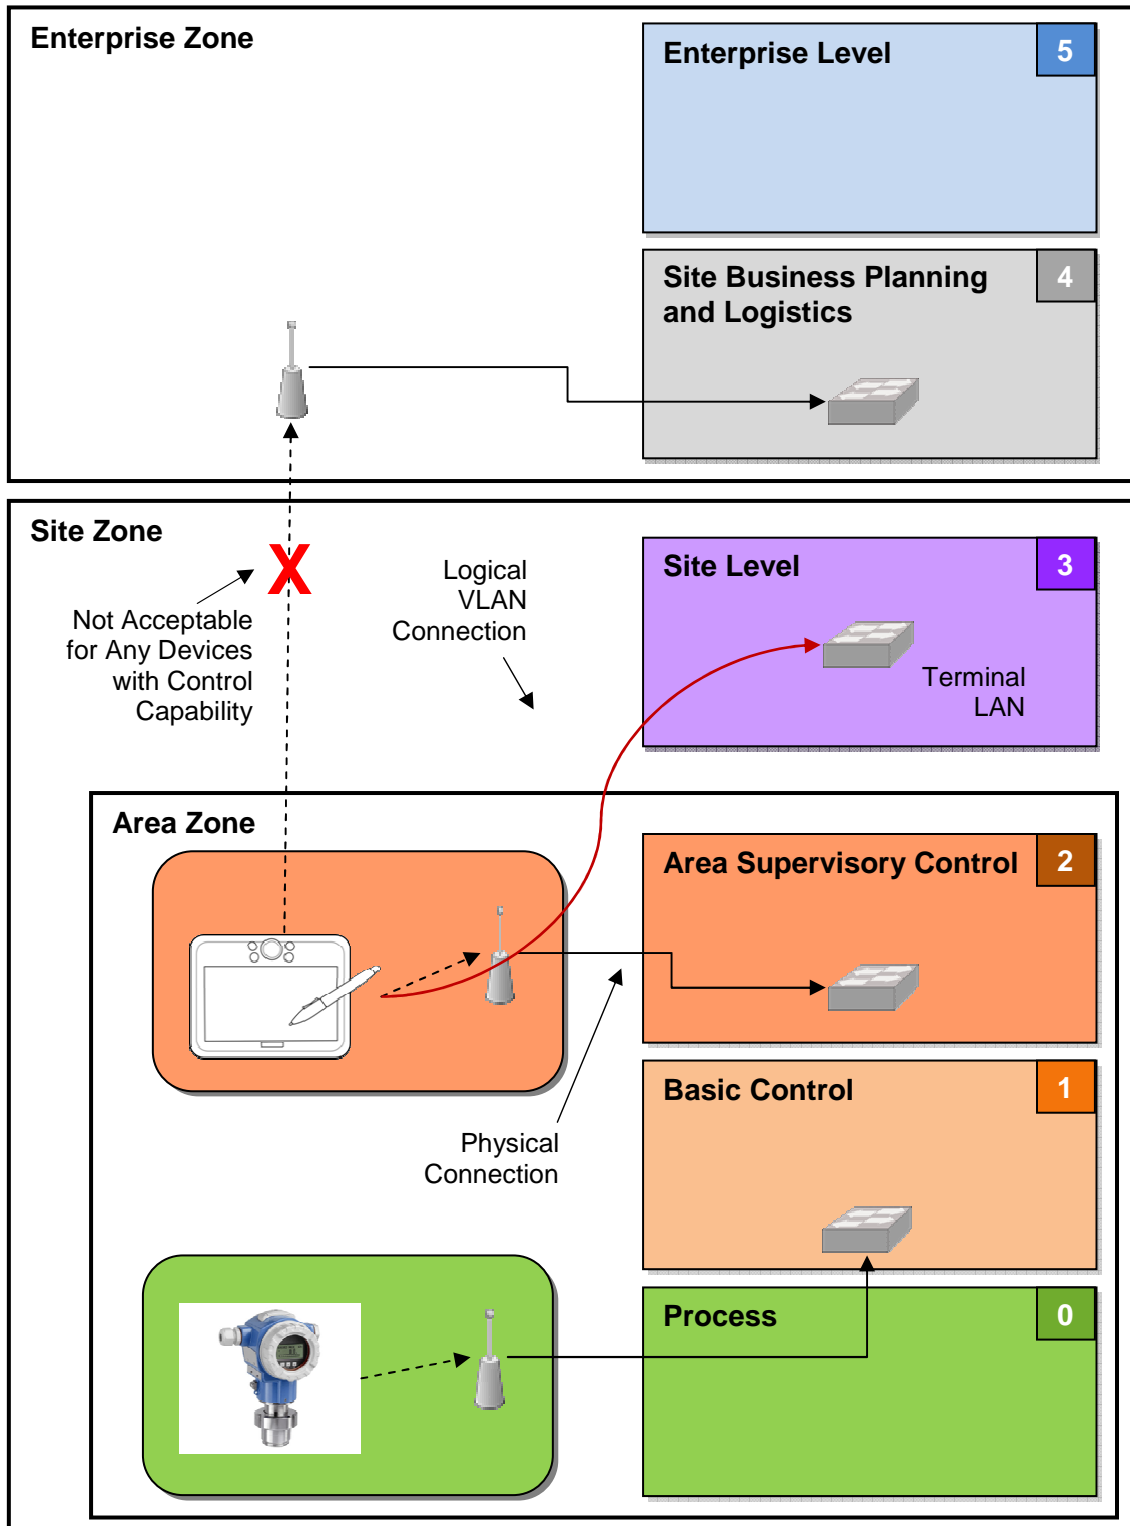 Enterprise Zone
Enterprise Level
5
Site Business Planning
and Logistics
4
Site Zone
Not Acceptable
for Any Devices
with Control
Capability
Logical
VLAN
Connection
Site Level
3
Terminal
LAN
Area Zone
Area Supervisory Control
2
Basic Control
1
Physical
Connection
Process
0